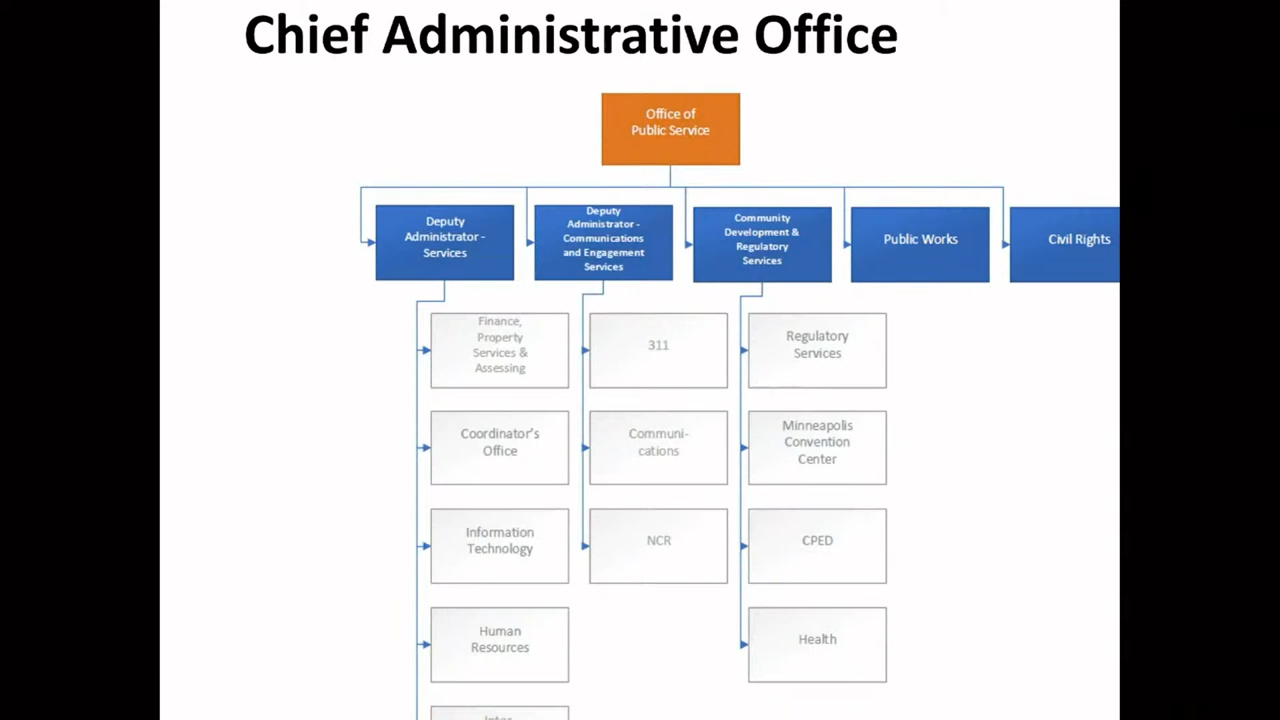 Chief Administrative Office
Office of
Public Service
Deputy
Administrator -
Services
Deputy
Administrator -
Communications
and Engagement
Services
Community
Development &
Regulatory
Services
Public Works
Civil Rights
Finance,
Property
Services &
Assessing
311
Regulatory
Services
Coordinator's
Office
Communi-
cations
Minneapolis
Convention
Center
Information
Technology
NCR
CPED
Human
Resources
Health